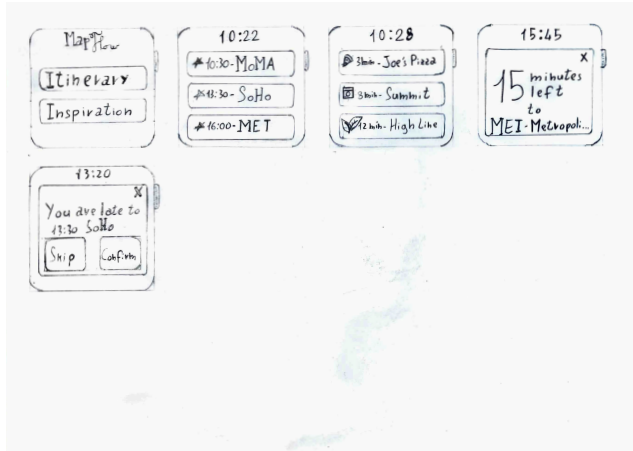 MapFlow
Itinerary
Inspiration
10:22
10:30-MoMA
13:30-SoHo
16:00-MET
10:28
3min-Joe's Pizza
3min-Summit
12min-High Line
15:45
x
15 minutes
left
to
MET-Metropoli...
13:20
x
You are late to
13:30 SoHo
Skip Confirm